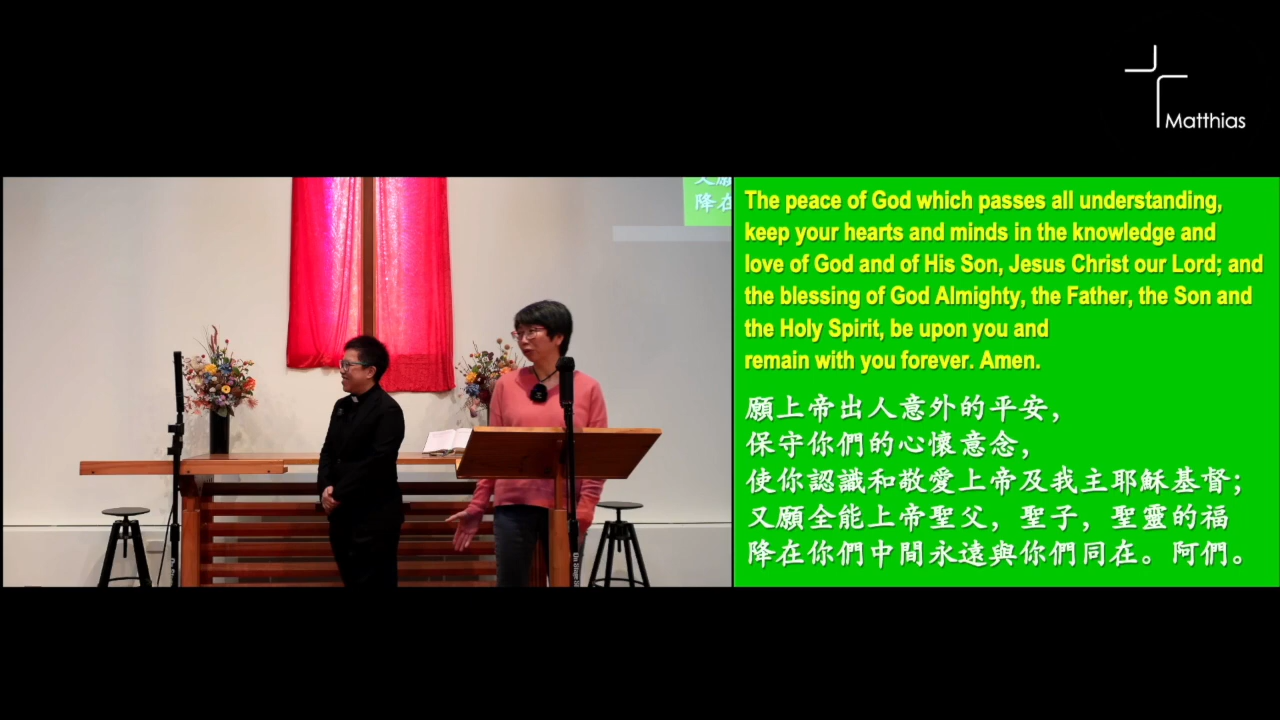 Matthias
又願
降在
The peace of God which passes all understanding,
keep your hearts and minds in the knowledge and
love of God and of His Son, Jesus Christ our Lord; and
the blessing of God Almighty, the Father, the Son and
the Holy Spirit, be upon you and
remain with you forever. Amen.
願上帝出人意外的平安，
保守你們的心懷意念，
使你認識和敬愛上帝及我主耶穌基督；
又願全能上帝聖父，聖子，聖靈的福
降在你們中間永遠與你們同在。阿們。